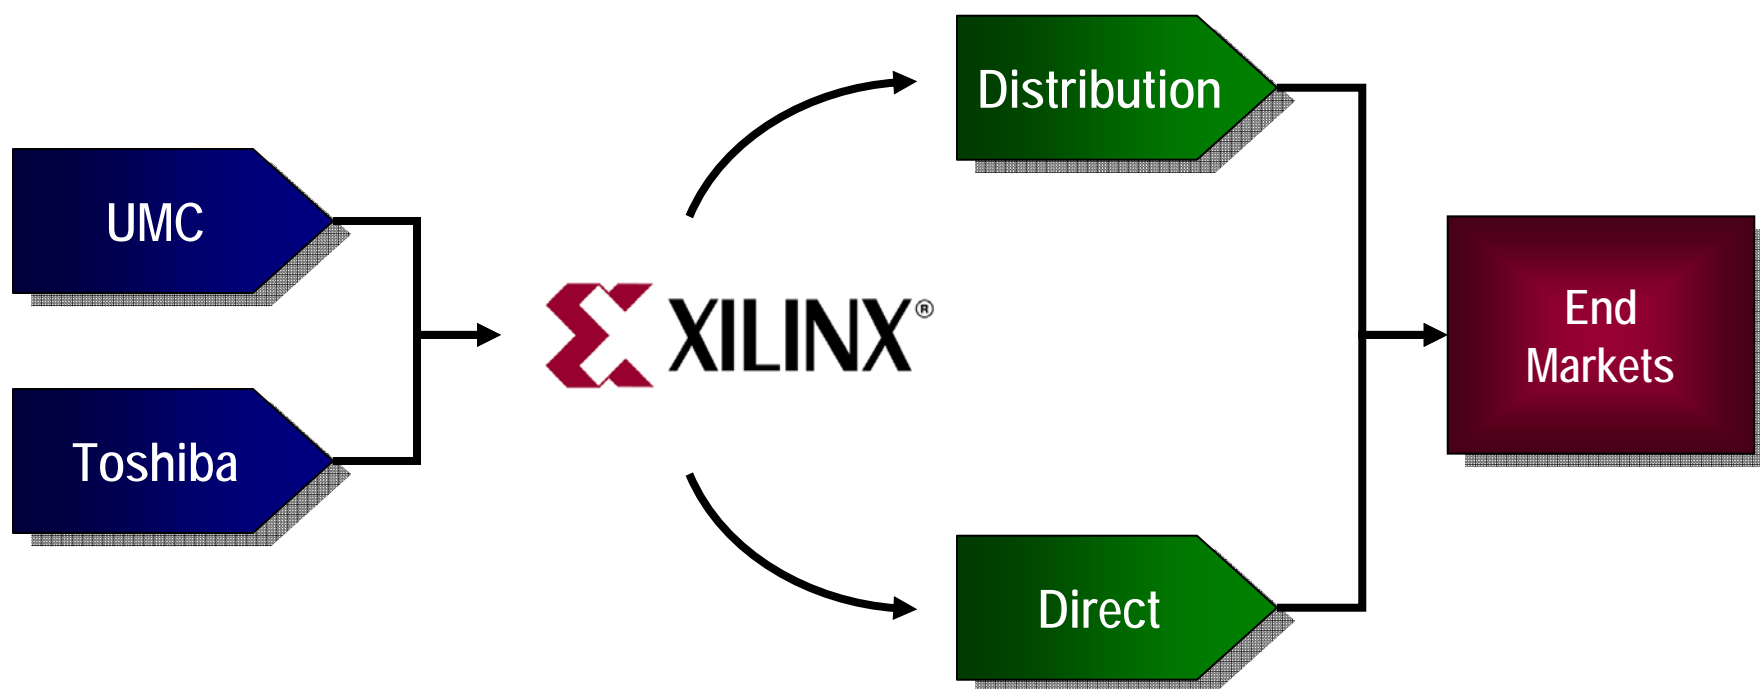 UMC
Toshiba
XILINX®
Distribution
Direct
End
Markets